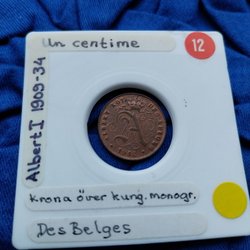 Un centime
12
Albert I 1909-34
Krona över kung. monogr.
Des Belges